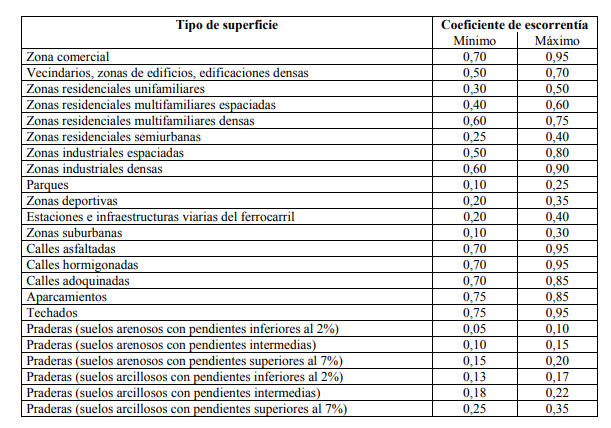 Tipo de superficie Coeficiente de escorrentía
Mínimo Máximo
Zona comercial 0,70 0,95
Vecindarios, zonas de edificios, edificaciones densas 0,50 0,70
Zonas residenciales unifamiliares 0,30 0,50
Zonas residenciales multifamiliares espaciadas 0,40 0,60
Zonas residenciales multifamiliares densas 0,60 0,75
Zonas residenciales semiurbanas 0,25 0,40
Zonas industriales espaciadas 0,50 0,80
Zonas industriales densas 0,60 0,90
Parques 0,10 0,25
Zonas deportivas 0,20 0,35
Estaciones e infraestructuras viarias del ferrocarril 0,20 0,40
Zonas suburbanas 0,10 0,30
Calles asfaltadas 0,70 0,95
Calles hormigonadas 0,70 0,95
Calles adoquinadas 0,70 0,85
Aparcamientos 0,75 0,85
Techados 0,75 0,95
Praderas (suelos arenosos con pendientes inferiores al 2%) 0,05 0,10
Praderas (suelos arenosos con pendientes intermedias) 0,10 0,15
Praderas (suelos arenosos con pendientes superiores al 7%) 0,15 0,20
Praderas (suelos arcillosos con pendientes inferiores al 2%) 0,13 0,17
Praderas (suelos arcillosos con pendientes intermedias) 0,18 0,22
Praderas (suelos arcillosos con pendientes superiores al 7%) 0,25 0,35